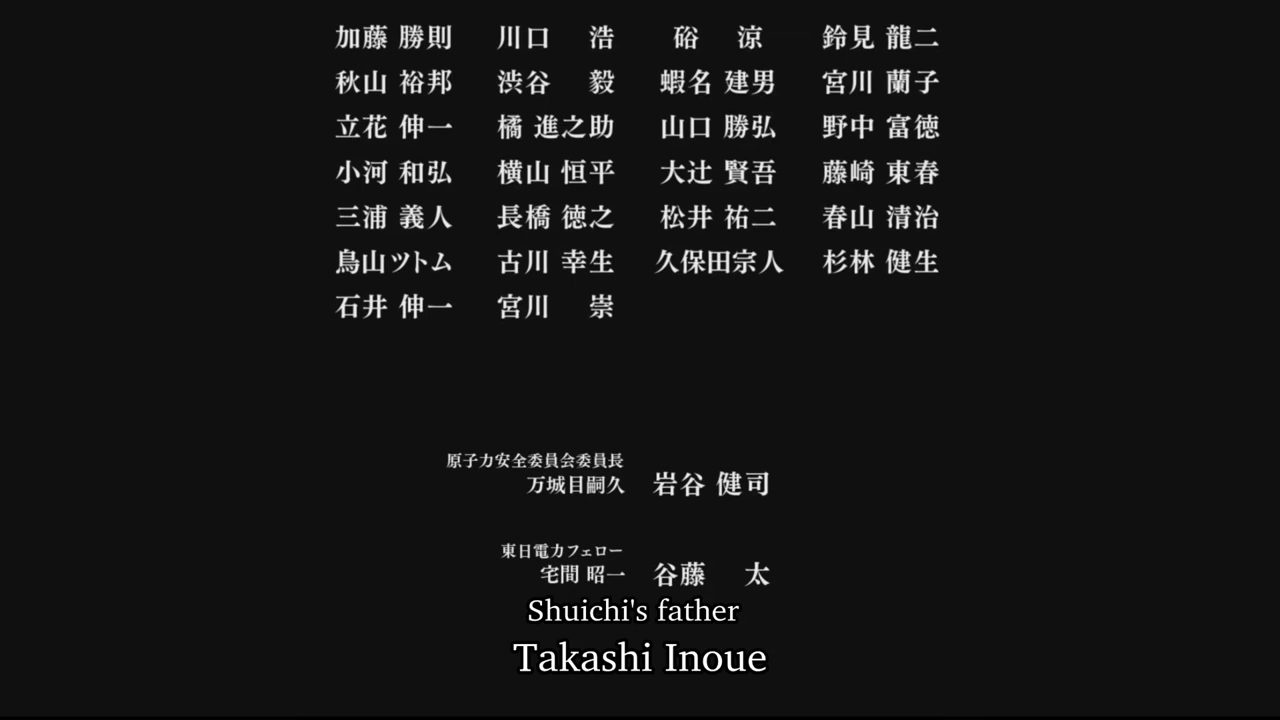 加藤 勝則 川口 浩 硲 涼 鈴見 龍二
秋山 裕邦 渋谷 毅 蝦名 建男 宮川 蘭子
立花 伸一 橘 進之助 山口 勝弘 野中 富徳
小河 和弘 横山 恒平 大辻 賢吾 藤崎 東春
三浦 義人 長橋 徳之 松井 祐二 春山 清治
鳥山ツトム 古川 幸生 久保田宗人 杉林 健生
石井 伸一 宮川 崇
原子力安全委員会委員長
万城目嗣久 岩谷 健司
東日電力フェロー
宅間 昭一 谷藤 太
Shuichi's father
Takashi Inoue